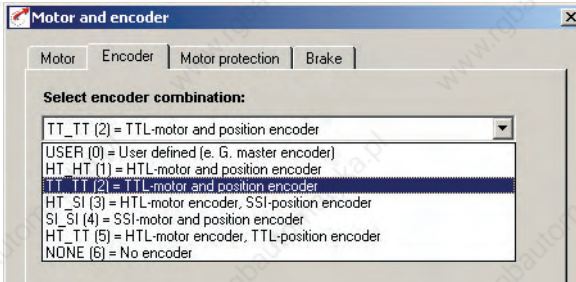 Motor and encoder
Motor Encoder Motor protection Brake
Select encoder combination:
TT_TT (2) = TTL-motor and position encoder
USER (0) = User defined (e. G. master encoder)
HT_HT (1) = HTL-motor and position encoder
TT_TT (2) = TTL-motor and position encoder
HT_SI (3) = HTL-motor encoder, SSI-position encoder
SI_SI (4) = SSI-motor and position encoder
HT_TT (5) = HTL-motor encoder, TTL-position encoder
NONE (6) = No encoder